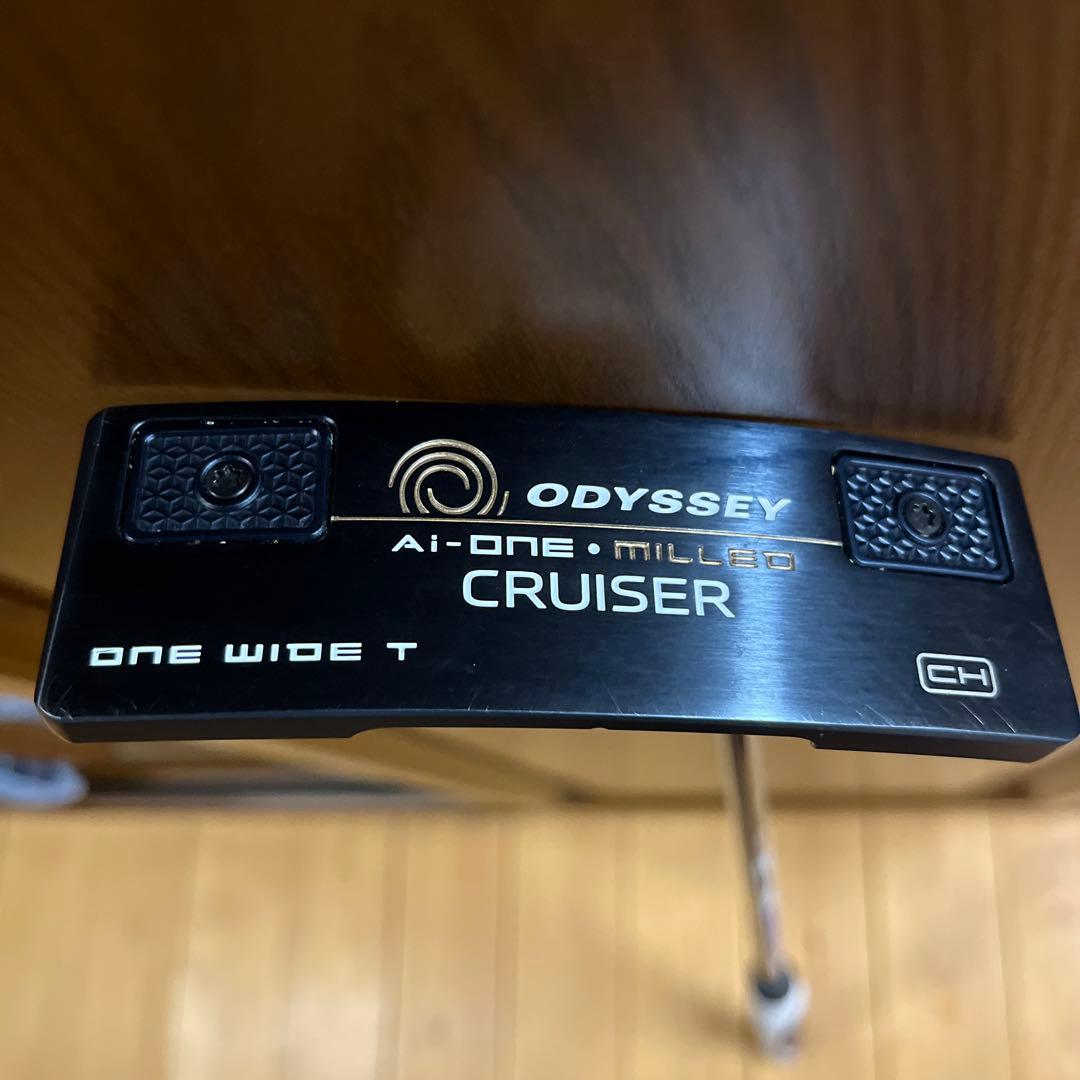 ODYSSEY
Ai-ONE • MILLED
CRUISER
ONE WIDE T
CH